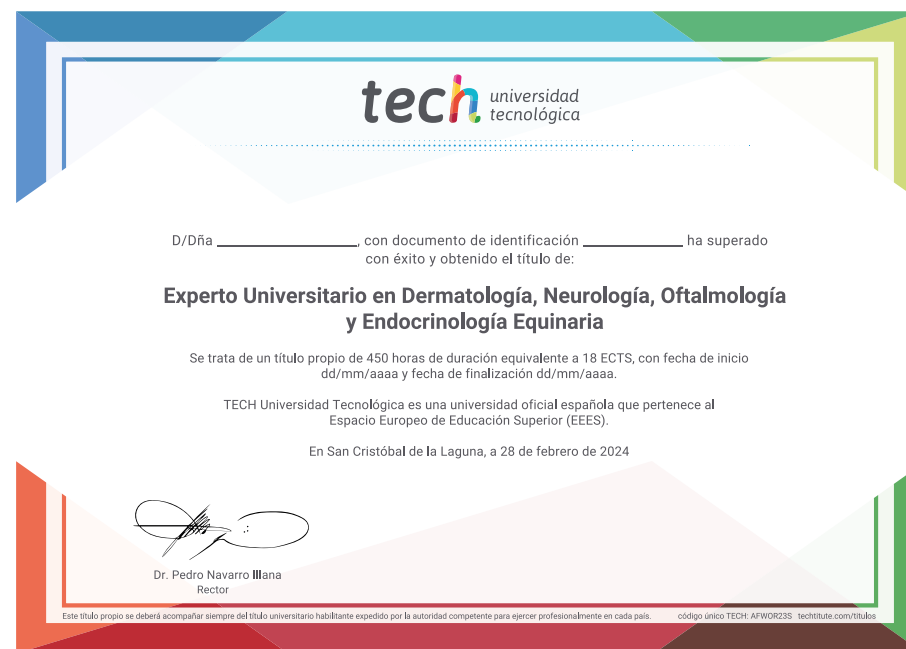 tech universidad
tecnológica
D/Dña ____________________, con documento de identificación ______________ ha superado
con éxito y obtenido el título de:
Experto Universitario en Dermatología, Neurología, Oftalmología
y Endocrinología Equinaria
Se trata de un título propio de 450 horas de duración equivalente a 18 ECTS, con fecha de inicio
dd/mm/aaaa y fecha de finalización dd/mm/aaaa.
TECH Universidad Tecnológica es una universidad oficial española que pertenece al
Espacio Europeo de Educación Superior (EEES).
En San Cristóbal de la Laguna, a 28 de febrero de 2024
Dr. Pedro Navarro Illana
Rector
Este título propio se deberá acompañar siempre del título universitario habilitante expedido por la autoridad competente para ejercer profesionalmente en cada país. código único TECH: AFWOR23S techtitute.com/titulos